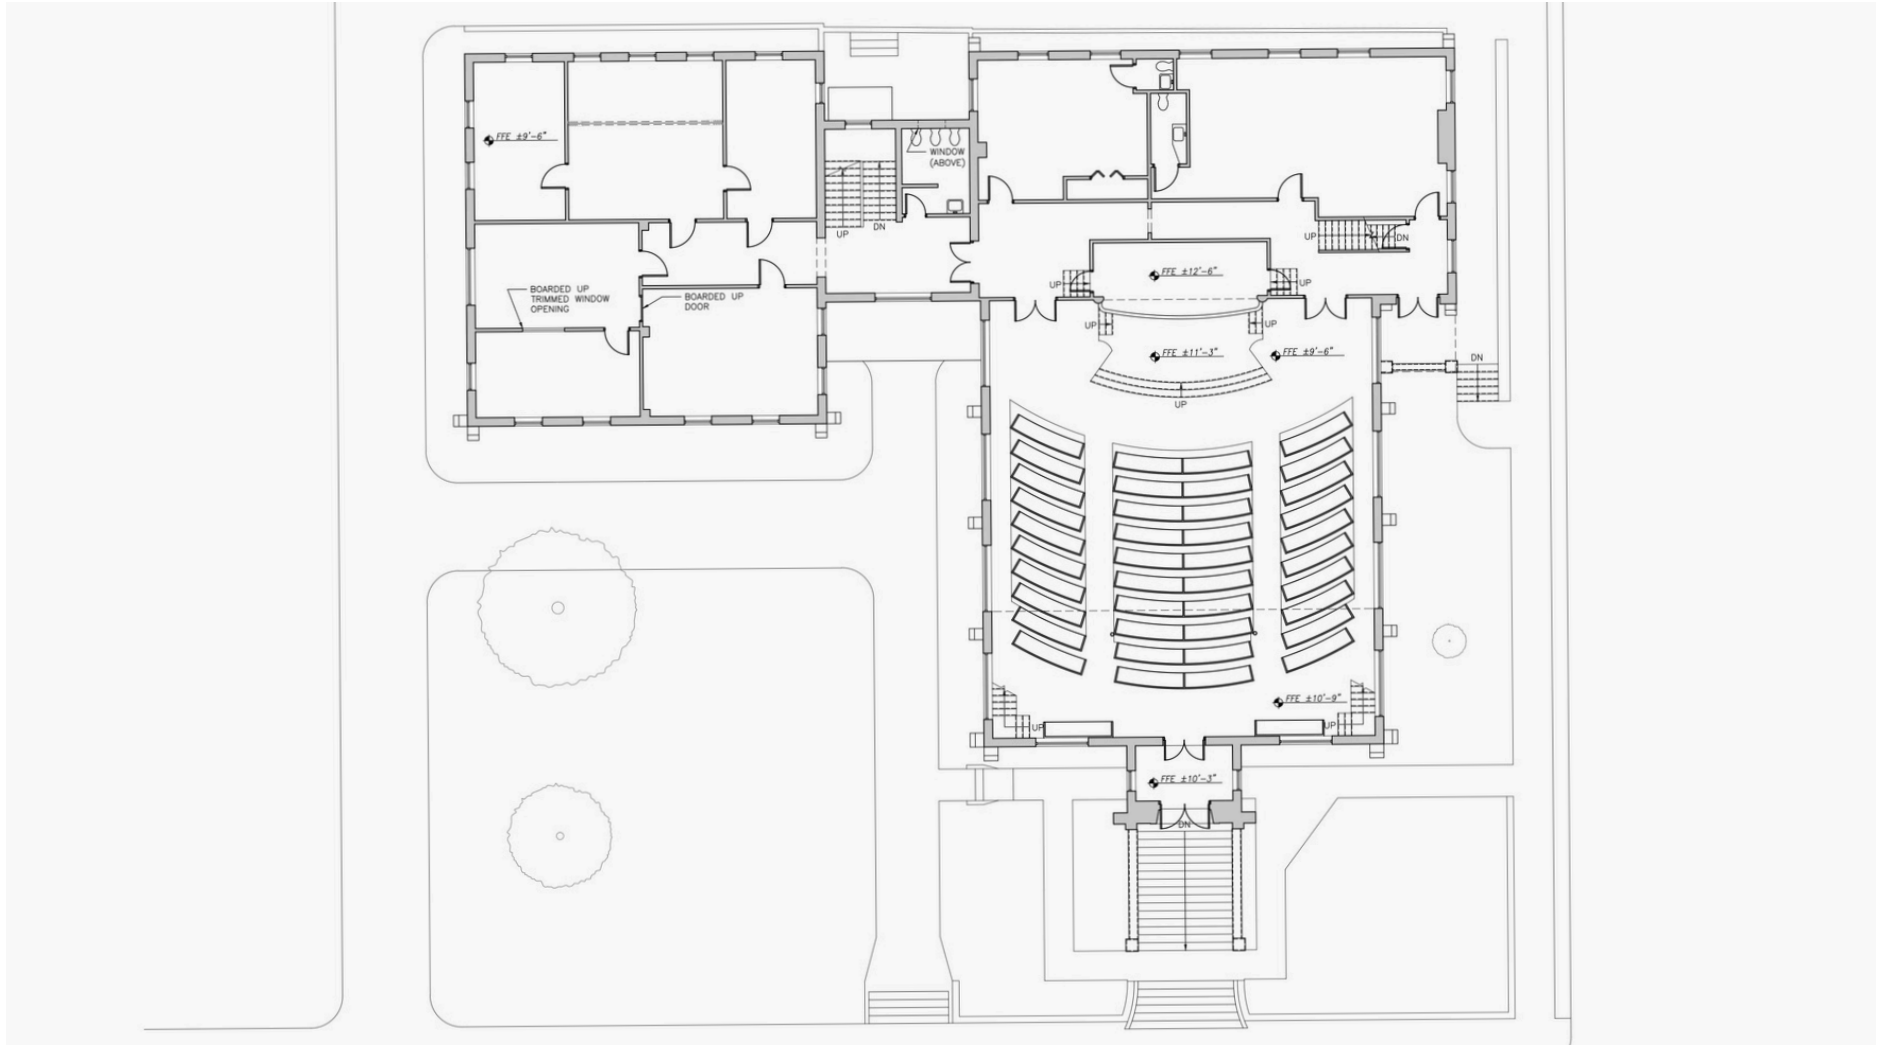 FFE ±9'-6"
WINDOW
(ABOVE)
UP
DN
UP
DN
FFE ±12'-6"
UP
UP
BOARDED UP
TRIMMED WINDOW
OPENING
BOARDED UP
DOOR
UP
UP
FFE ±11'-3"
FFE ±9'-6"
DN
UP
FFE ±10'-9"
UP
UP
FFE ±10'-3"
DN